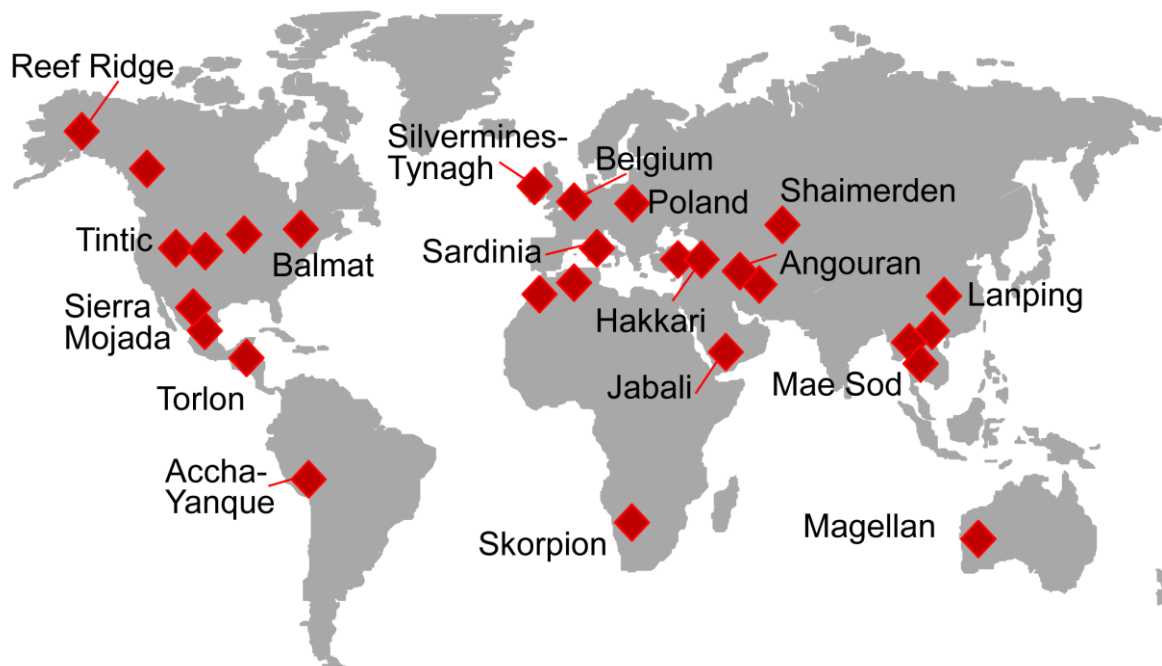 Reef Ridge
Silvermines-
Tynagh
Belgium
Shaimerden
Poland
Tintic
Balmat
Sardinia
Angouran
Lanping
Sierra
Mojada
Hakkari
Jabali
Mae Sod
Torlon
Accha-
Yanque
Skorpion
Magellan